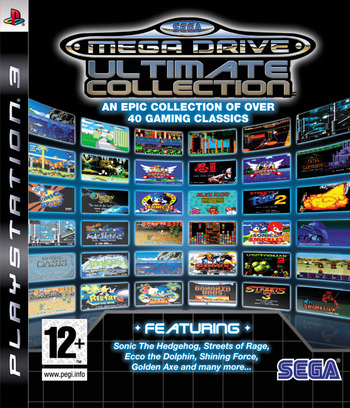 SEGA
MEGA DRIVE
ULTIMATE
COLLECTION
AN EPIC COLLECTION OF OVER
40 GAMING CLASSICS
PLAYSTATION 3
FEATURING
Sonic The Hedgehog, Streets of Rage,
Ecco the Dolphin, Shining Force,
Golden Axe and many more...
12+
www.pegi.info
SEGA